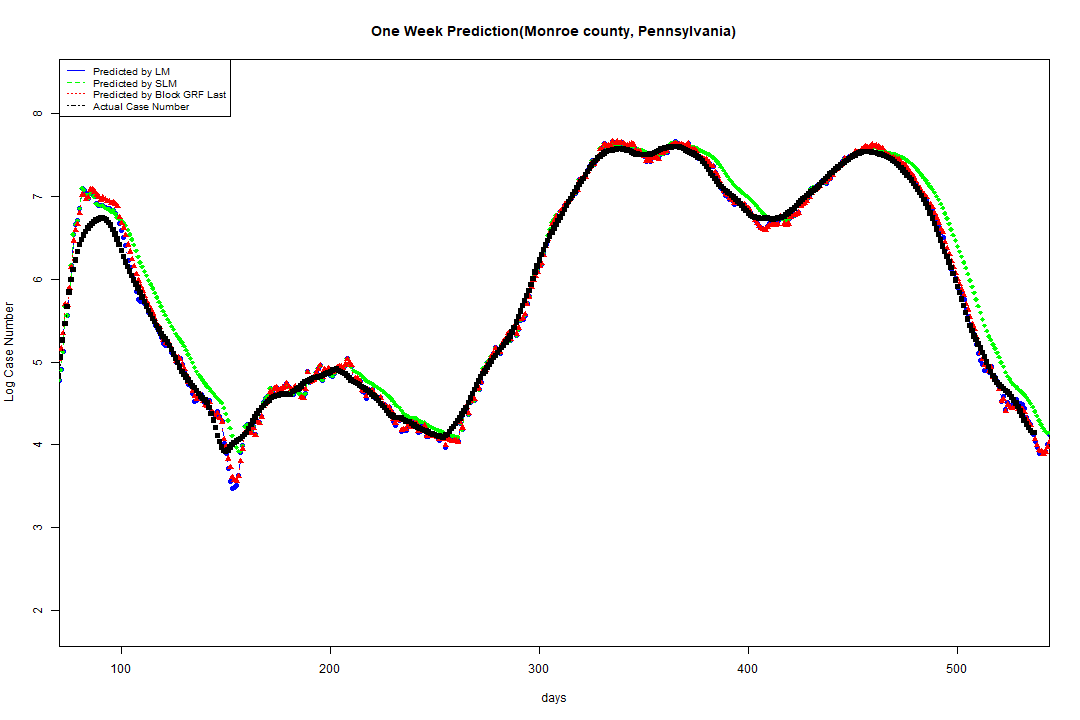 One Week Prediction(Monroe county, Pennsylvania)
Predicted by LM
Predicted by SLM
Predicted by Block GRF Last
Actual Case Number
8
7
6
5
4
3
2
Log Case Number
100 200 300 400 500
days